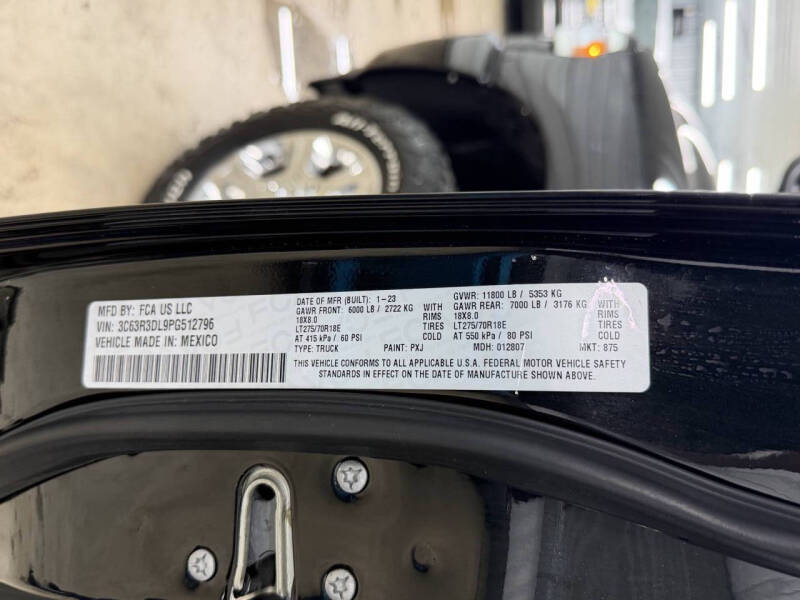 MFD BY: FCA US LLC
VIN: 3C63R3DL9PG512796
VEHICLE MADE IN: MEXICO
DATE OF MFR (BUILT): 1-23
GAWR FRONT: 6000 LB / 2722 KG
18X8.0
LT275/70R18E
AT 415 kPa / 60 PSI
TYPE: TRUCK
WITH
RIMS
TIRES
COLD
PAINT: PXJ
GVWR: 11800 LB / 5353 KG
GAWR REAR: 7000 LB / 3176 KG
18X8.0
LT275/70R18E
AT 550 kPa / 80 PSI
MDH: 012807
WITH
RIMS
TIRES
COLD
MKT: 875
THIS VEHICLE CONFORMS TO ALL APPLICABLE U.S.A. FEDERAL MOTOR VEHICLE SAFETY
STANDARDS IN EFFECT ON THE DATE OF MANUFACTURE SHOWN ABOVE.